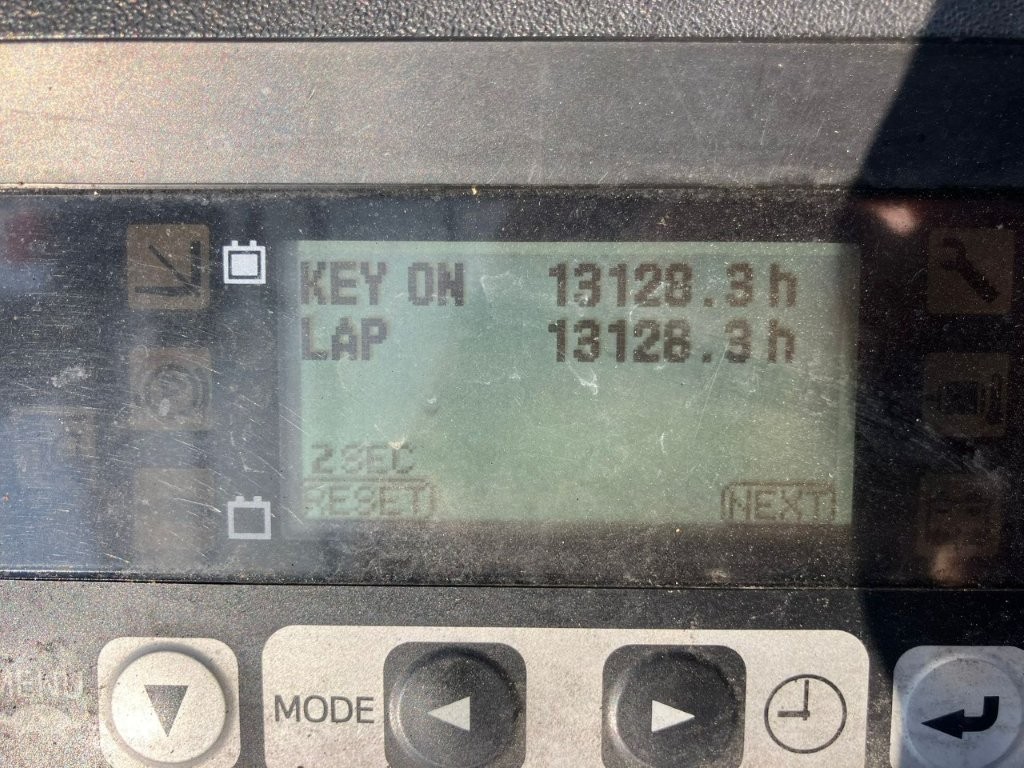 KEY ON 13128.3 h
LAP 13128.3 h
2SEC
RESET
NEXT
MENU
MODE